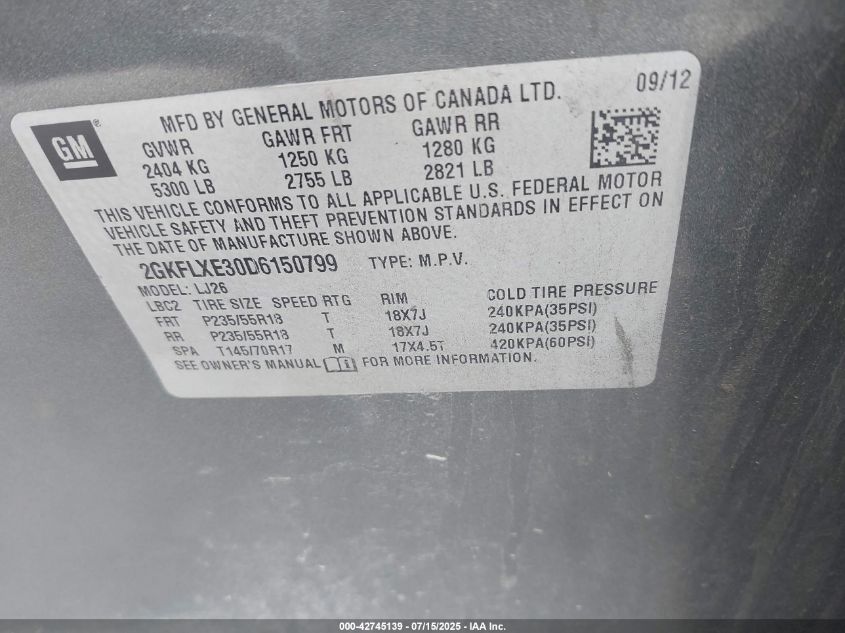 09/12
MFD BY GENERAL MOTORS OF CANADA LTD.
GM®
GVWR GAWR FRT GAWR RR
2404 KG 1250 KG 1280 KG
5300 LB 2755 LB 2821 LB
THIS VEHICLE CONFORMS TO ALL APPLICABLE U.S. FEDERAL MOTOR
VEHICLE SAFETY AND THEFT PREVENTION STANDARDS IN EFFECT ON
THE DATE OF MANUFACTURE SHOWN ABOVE.
2GKFLXE30D6150799 TYPE: M.P.V.
MODEL: LJ26
LBC2 TIRE SIZE SPEED RTG RIM COLD TIRE PRESSURE
FRT P235/55R18 T 18X7J 240KPA(35PSI)
RR P235/55R18 T 18X7J 240KPA(35PSI)
SPA T145/70R17 M 17X4.5T 420KPA(60PSI)
SEE OWNER'S MANUAL i FOR MORE INFORMATION.
000-42745139 - 07/15/2025 - IAA Inc.